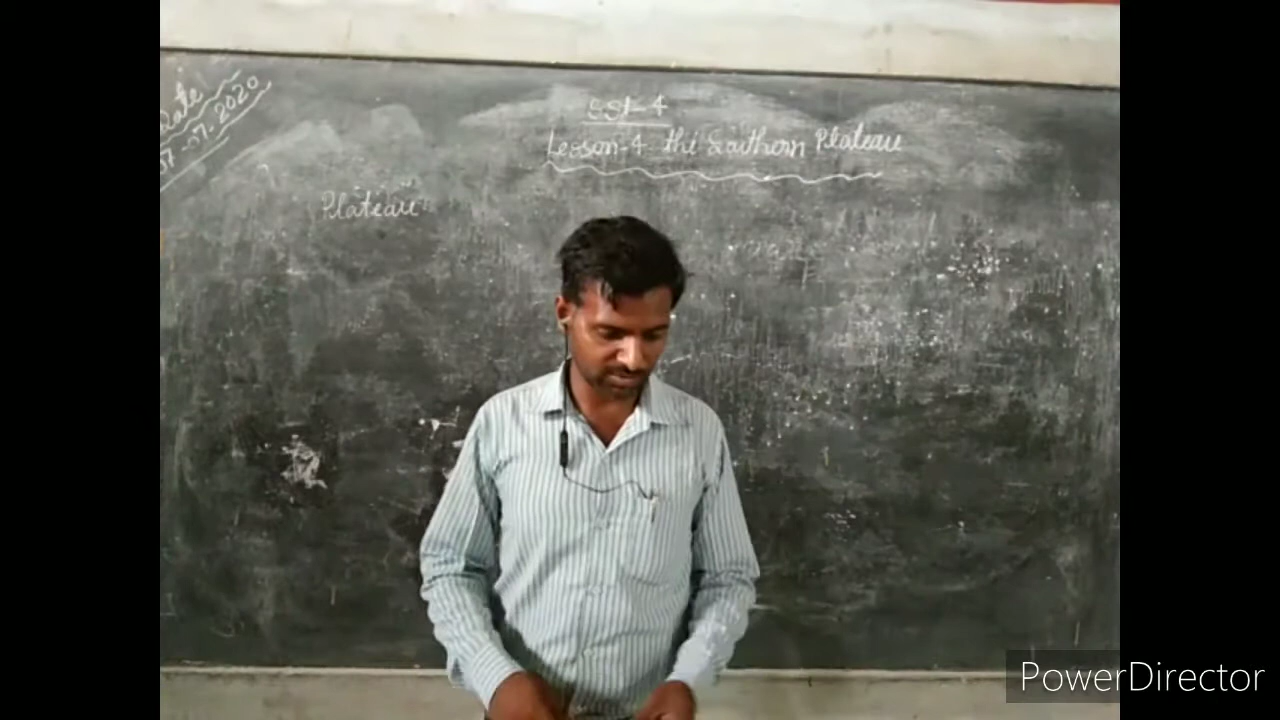 Date
07.07.2020
SSt-4
Lesson-4 the Southern Plateau
Plateau
PowerDirector